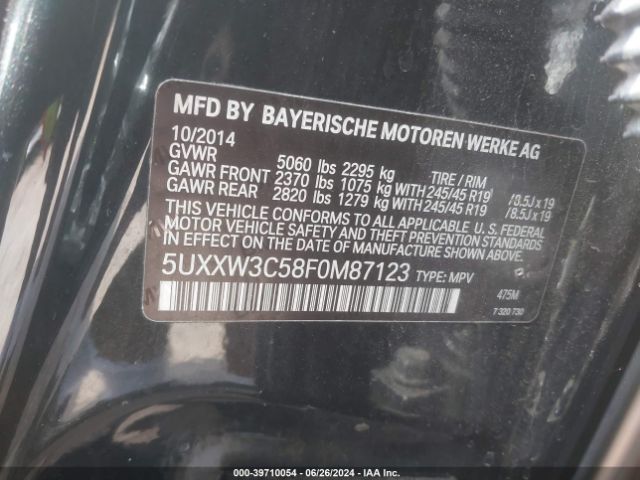 MFD BY BAYERISCHE MOTOREN WERKE AG
10/2014
GVWR 5060 lbs 2295 kg TIRE / RIM
GAWR FRONT 2370 lbs 1075 kg WITH 245/45 R19 /8.5J x 19
GAWR REAR 2820 lbs 1279 kg WITH 245/45 R19 /8.5J x 19
THIS VEHICLE CONFORMS TO ALL APPLICABLE U. S. FEDERAL
MOTOR VEHICLE SAFETY AND THEFT PREVENTION
STANDARDS IN EFFECT ON THE DATE OF MANUFACTURE SHOWN ABOVE.
5UXXW3C58F0M87123 TYPE: MPV
475M
7 320 730
000-39710054 / 06/26/2024 / IAA Inc.